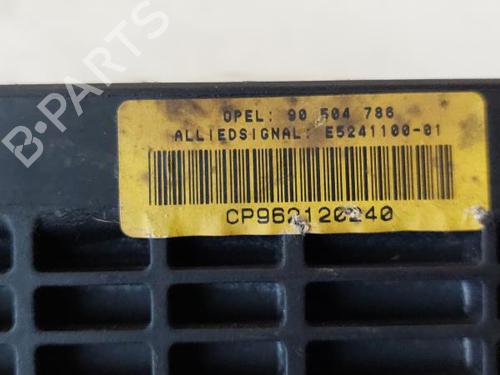 OPEL: 90 504 786
ALLIEDSIGNAL: E5241100-01
CP962120240
B-PARTS